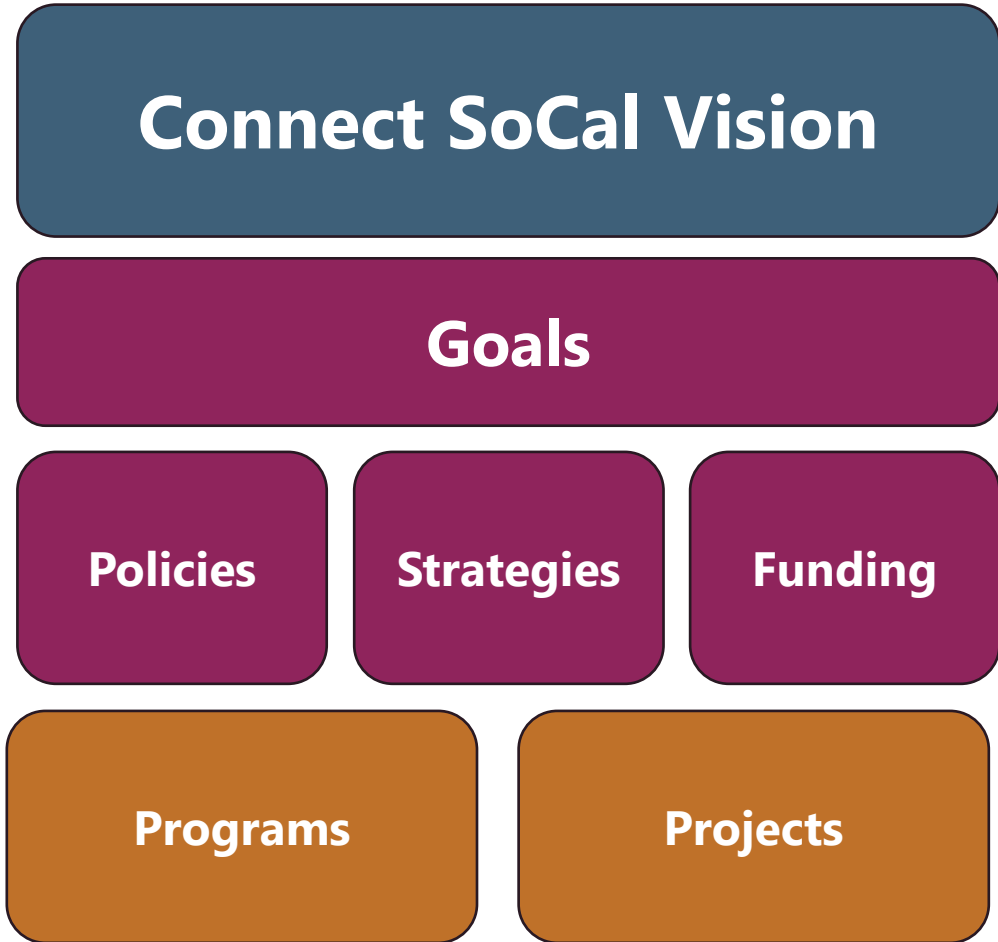 Connect SoCal Vision
Goals
Policies
Strategies
Funding
Programs
Projects